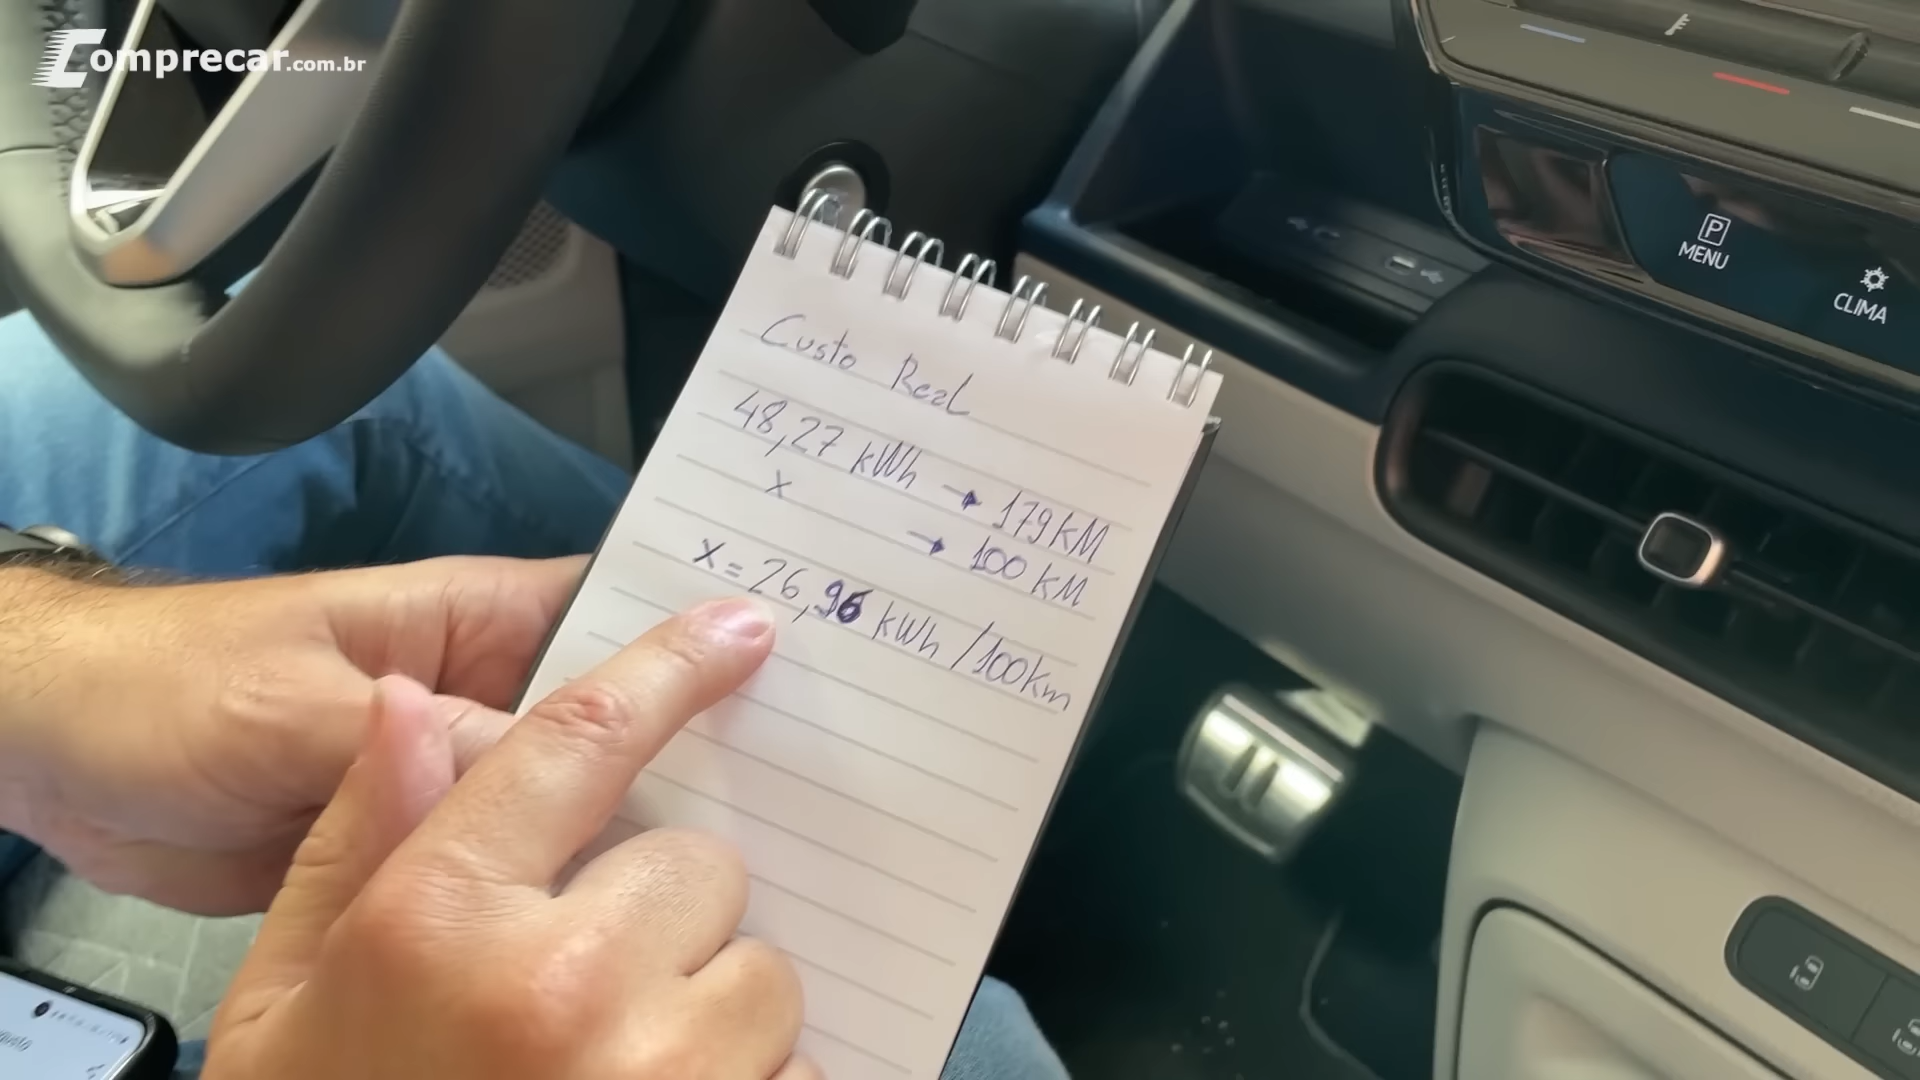 Comprecar.com.br
Custo Real
48,27 kWh → 179 KM
x → 100 KM
x = 26,96 kWh /100Km
P
MENU
CLIMA